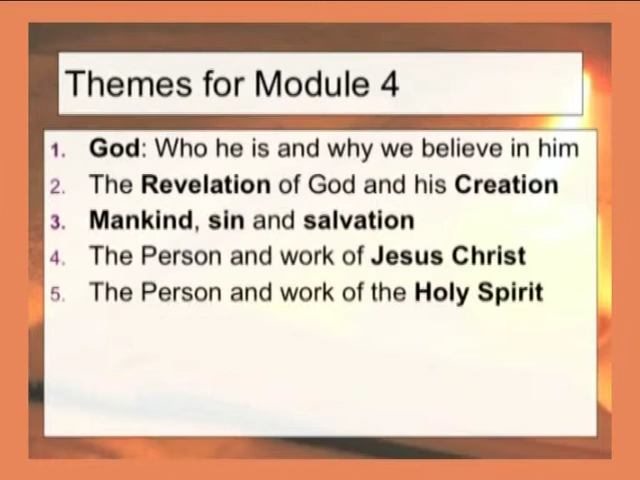 Themes for Module 4
1. God: Who he is and why we believe in him
2. The Revelation of God and his Creation
3. Mankind, sin and salvation
4. The Person and work of Jesus Christ
5. The Person and work of the Holy Spirit